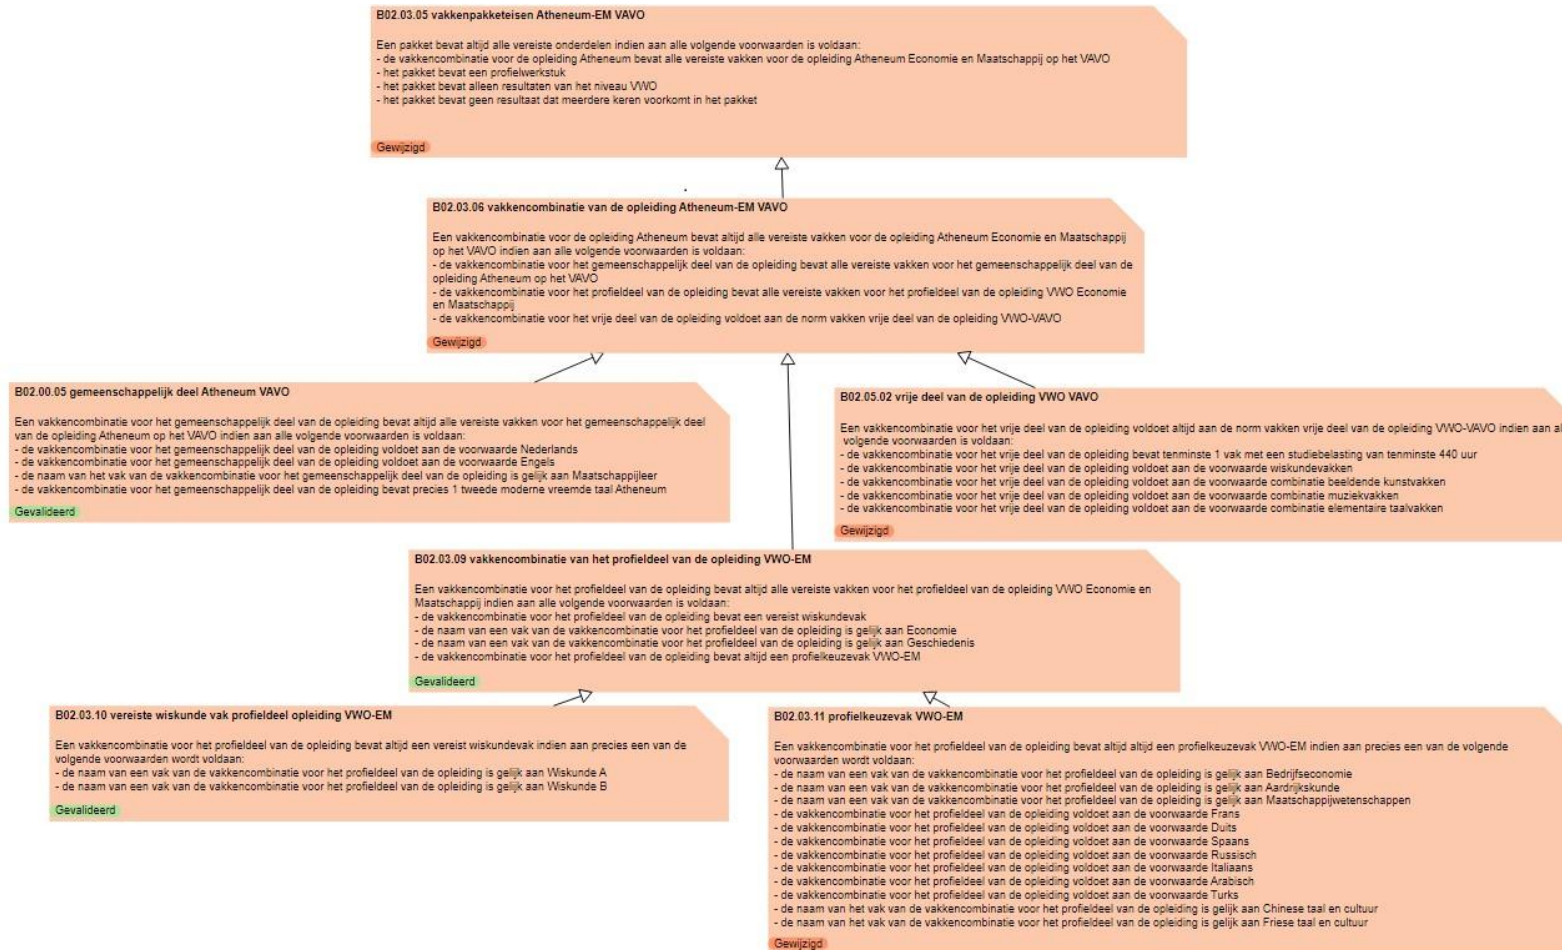 B02.03.05 vakkenpakketeisen Atheneum-EM VAVO
Een pakket bevat altijd alle vereiste onderdelen indien aan alle volgende voorwaarden is voldaan:
- de vakkencombinatie voor de opleiding Atheneum bevat alle vereiste vakken voor de opleiding Atheneum Economie en Maatschappij op het VAVO
- het pakket bevat een profielwerkstuk
- het pakket bevat alleen resultaten van het niveau VWO
- het pakket bevat geen resultaat dat meerdere keren voorkomt in het pakket
Gewijzigd
B02.03.06 vakkencombinatie van de opleiding Atheneum-EM VAVO
Een vakkencombinatie voor de opleiding Atheneum bevat altijd alle vereiste vakken voor de opleiding Atheneum Economie en Maatschappij
op het VAVO indien aan alle volgende voorwaarden is voldaan:
- de vakkencombinatie voor het gemeenschappelijk deel van de opleiding bevat alle vereiste vakken voor het gemeenschappelijk deel van de
opleiding Atheneum op het VAVO
- de vakkencombinatie voor het profieldeel van de opleiding bevat alle vereiste vakken voor het profieldeel van de opleiding VWO Economie
en Maatschappij
- de vakkencombinatie voor het vrije deel van de opleiding voldoet aan de norm vakken vrije deel van de opleiding VWO-VAVO
Gewijzigd
B02.00.05 gemeenschappelijk deel Atheneum VAVO
Een vakkencombinatie voor het gemeenschappelijk deel van de opleiding bevat altijd alle vereiste vakken voor het gemeenschappelijk deel
van de opleiding Atheneum op het VAVO indien aan alle volgende voorwaarden is voldaan:
- de vakkencombinatie voor het gemeenschappelijk deel van de opleiding voldoet aan de voorwaarde Nederlands
- de vakkencombinatie voor het gemeenschappelijk deel van de opleiding voldoet aan de voorwaarde Engels
- de naam van het vak van de vakkencombinatie voor het gemeenschappelijk deel van de opleiding is gelijk aan Maatschappijleer
- de vakkencombinatie voor het gemeenschappelijk deel van de opleiding bevat precies 1 tweede moderne vreemde taal Atheneum
Gevalideerd
B02.05.02 vrije deel van de opleiding VWO VAVO
Een vakkencombinatie voor het vrije deel van de opleiding voldoet altijd aan de norm vakken vrije deel van de opleiding VWO-VAVO indien aan al
volgende voorwaarden is voldaan:
- de vakkencombinatie voor het vrije deel van de opleiding bevat tenminste 1 vak met een studiebelasting van tenminste 440 uur
- de vakkencombinatie voor het vrije deel van de opleiding voldoet aan de voorwaarde wiskundevakken
- de vakkencombinatie voor het vrije deel van de opleiding voldoet aan de voorwaarde combinatie beeldende kunstvakken
- de vakkencombinatie voor het vrije deel van de opleiding voldoet aan de voorwaarde combinatie muziekvakken
- de vakkencombinatie voor het vrije deel van de opleiding voldoet aan de voorwaarde combinatie elementaire taalvakken
Gewijzigd
B02.03.09 vakkencombinatie van het profieldeel van de opleiding VWO-EM
Een vakkencombinatie voor het profieldeel van de opleiding bevat altijd alle vereiste vakken voor het profieldeel van de opleiding VWO Economie en
Maatschappij indien aan alle volgende voorwaarden is voldaan:
- de vakkencombinatie voor het profieldeel van de opleiding bevat een vereist wiskundevak
- de naam van een vak van de vakkencombinatie voor het profieldeel van de opleiding is gelijk aan Economie
- de naam van een vak van de vakkencombinatie voor het profieldeel van de opleiding is gelijk aan Geschiedenis
- de vakkencombinatie voor het profieldeel van de opleiding bevat altijd een profielkeuzevak VWO-EM
Gevalideerd
B02.03.10 vereiste wiskunde vak profieldeel opleiding VWO-EM
Een vakkencombinatie voor het profieldeel van de opleiding bevat altijd een vereist wiskundevak indien aan precies een van de
volgende voorwaarden wordt voldaan:
- de naam van een vak van de vakkencombinatie voor het profieldeel van de opleiding is gelijk aan Wiskunde A
- de naam van een vak van de vakkencombinatie voor het profieldeel van de opleiding is gelijk aan Wiskunde B
Gevalideerd
B02.03.11 profielkeuzevak VWO-EM
Een vakkencombinatie voor het profieldeel van de opleiding bevat altijd altijd een profielkeuzevak VWO-EM indien aan precies een van de volgende
voorwaarden wordt voldaan:
- de naam van een vak van de vakkencombinatie voor het profieldeel van de opleiding is gelijk aan Bedrijfseconomie
- de naam van een vak van de vakkencombinatie voor het profieldeel van de opleiding is gelijk aan Aardrijkskunde
- de naam van een vak van de vakkencombinatie voor het profieldeel van de opleiding is gelijk aan Maatschappijwetenschappen
- de vakkencombinatie voor het profieldeel van de opleiding voldoet aan de voorwaarde Frans
- de vakkencombinatie voor het profieldeel van de opleiding voldoet aan de voorwaarde Duits
- de vakkencombinatie voor het profieldeel van de opleiding voldoet aan de voorwaarde Spaans
- de vakkencombinatie voor het profieldeel van de opleiding voldoet aan de voorwaarde Russisch
- de vakkencombinatie voor het profieldeel van de opleiding voldoet aan de voorwaarde Italiaans
- de vakkencombinatie voor het profieldeel van de opleiding voldoet aan de voorwaarde Arabisch
- de vakkencombinatie voor het profieldeel van de opleiding voldoet aan de voorwaarde Turks
- de naam van het vak van de vakkencombinatie voor het profieldeel van de opleiding is gelijk aan Chinese taal en cultuur
- de naam van het vak van de vakkencombinatie voor het profieldeel van de opleiding is gelijk aan Friese taal en cultuur
Gewijzigd